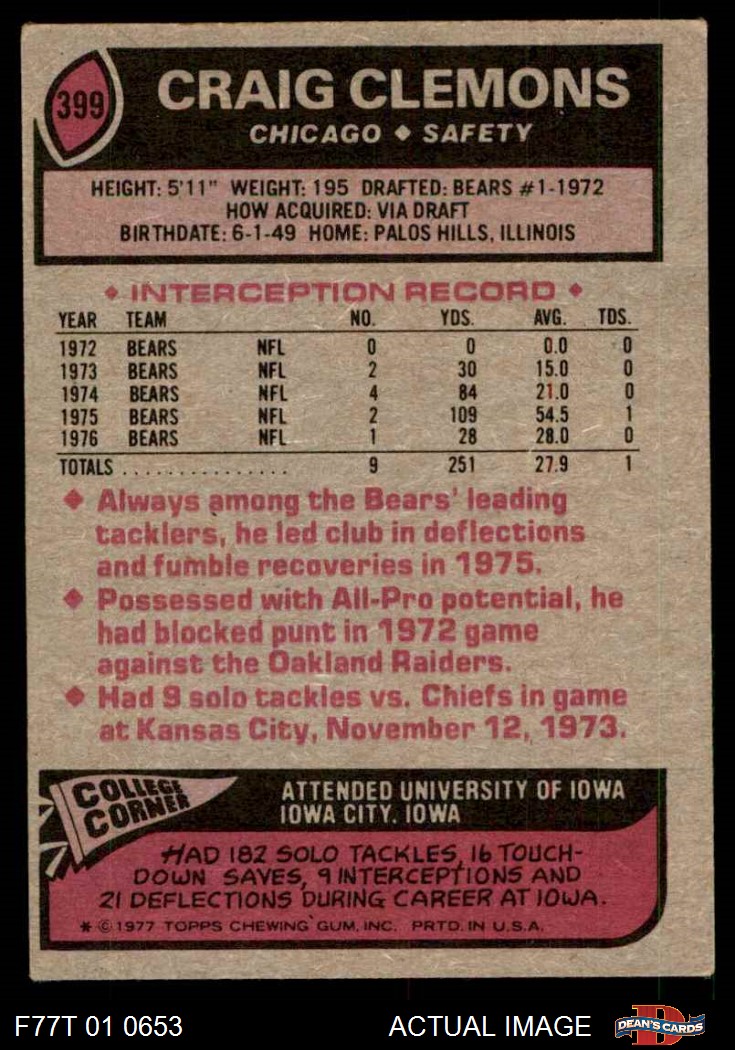 399
CRAIG CLEMONS
CHICAGO ◆ SAFETY
HEIGHT: 5'11" WEIGHT: 195 DRAFTED: BEARS #1-1972
HOW ACQUIRED: VIA DRAFT
BIRTHDATE: 6-1-49 HOME: PALOS HILLS, ILLINOIS
◆ INTERCEPTION RECORD ◆
YEAR TEAM NO. YDS. AVG. TDS.
1972 BEARS NFL 0 0 0.0 0
1973 BEARS NFL 2 30 15.0 0
1974 BEARS NFL 4 84 21.0 0
1975 BEARS NFL 2 109 54.5 1
1976 BEARS NFL 1 28 28.0 0
TOTALS ............... 9 251 27.9 1
◆ Always among the Bears' leading
tacklers, he led club in deflections
and fumble recoveries in 1975.
◆ Possessed with All-Pro potential, he
had blocked punt in 1972 game
against the Oakland Raiders.
◆ Had 9 solo tackles vs. Chiefs in game
at Kansas City, November 12, 1973.
COLLEGE
CORNER
ATTENDED UNIVERSITY OF IOWA
IOWA CITY, IOWA
HAD 182 SOLO TACKLES, 16 TOUCH-
DOWN SAVES, 9 INTERCEPTIONS AND
21 DEFLECTIONS DURING CAREER AT IOWA.
* © 1977 TOPPS CHEWING GUM, INC. PRTD. IN U.S.A.
F77T 01 0653 ACTUAL IMAGE
D
DEAN'S CARDS